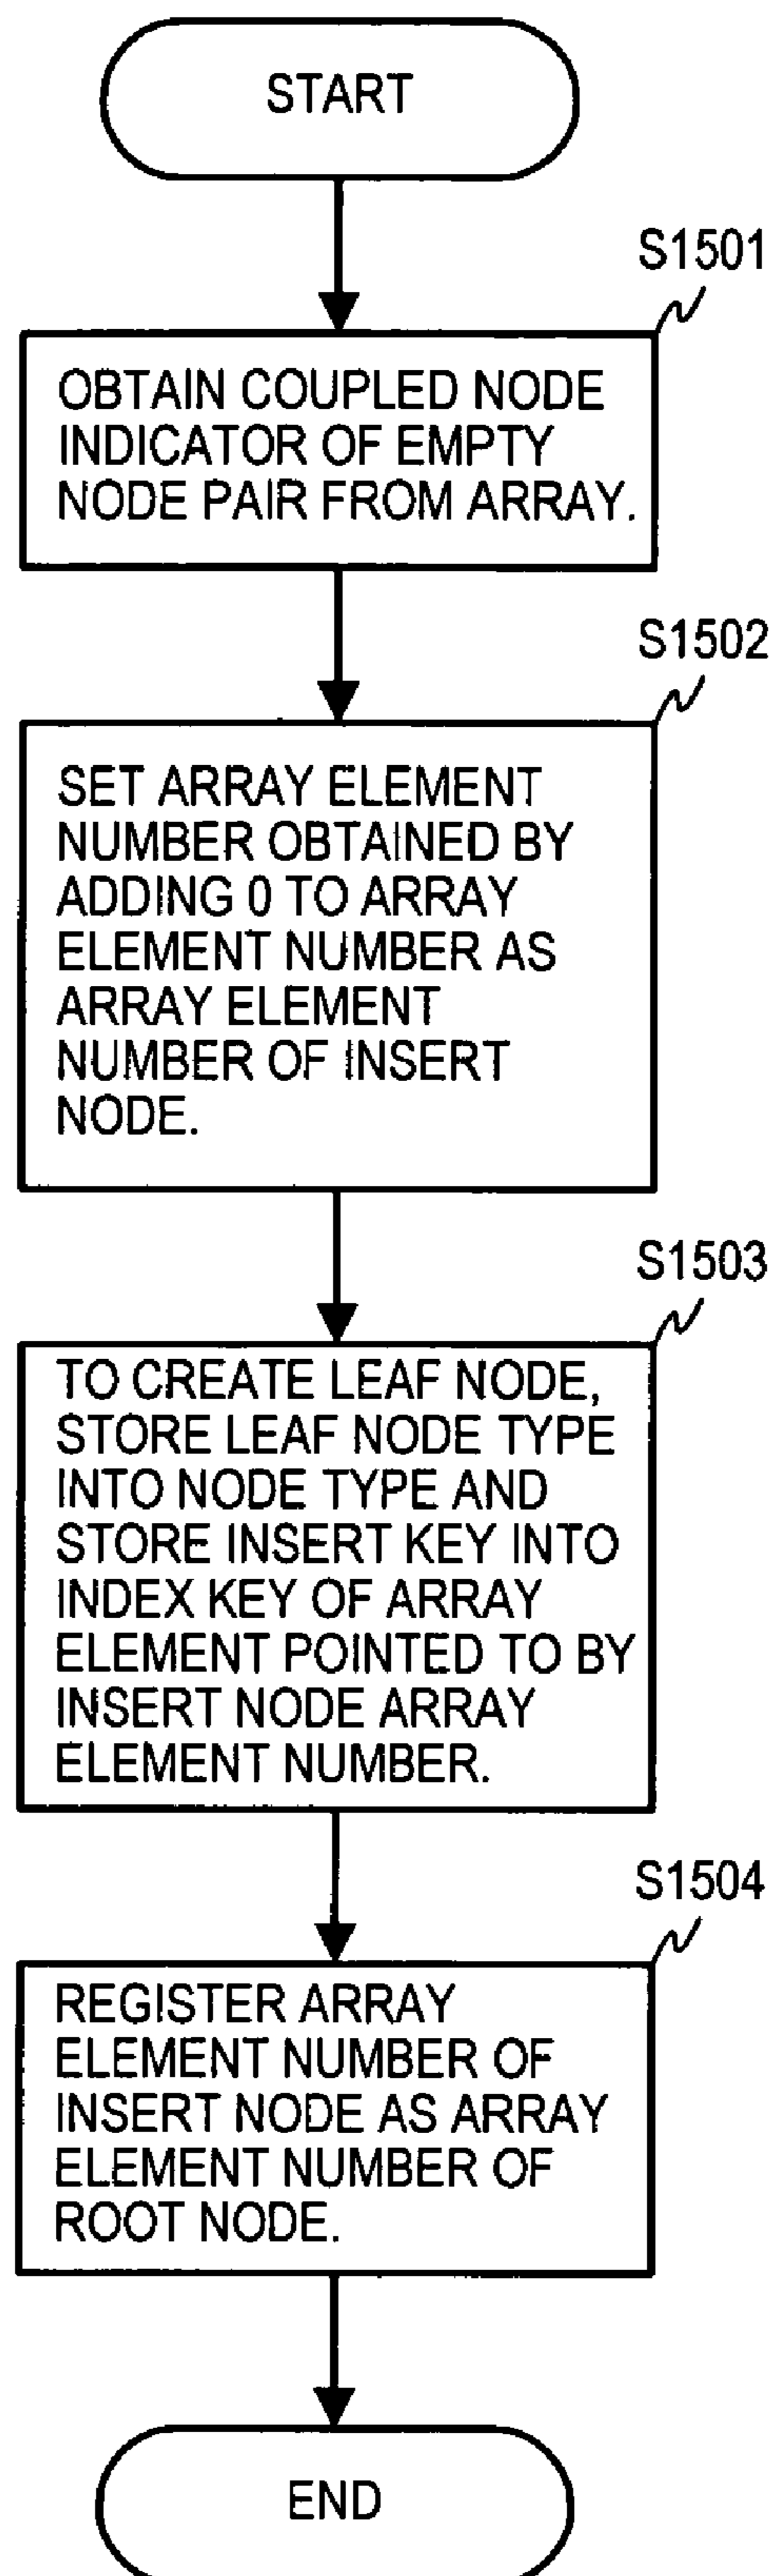 START
S1501
OBTAIN COUPLED NODE
INDICATOR OF EMPTY
NODE PAIR FROM ARRAY.
S1502
SET ARRAY ELEMENT
NUMBER OBTAINED BY
ADDING 0 TO ARRAY
ELEMENT NUMBER AS
ARRAY ELEMENT
NUMBER OF INSERT
NODE.
S1503
TO CREATE LEAF NODE,
STORE LEAF NODE TYPE
INTO NODE TYPE AND
STORE INSERT KEY INTO
INDEX KEY OF ARRAY
ELEMENT POINTED TO BY
INSERT NODE ARRAY
ELEMENT NUMBER.
S1504
REGISTER ARRAY
ELEMENT NUMBER OF
INSERT NODE AS ARRAY
ELEMENT NUMBER OF
ROOT NODE.
END